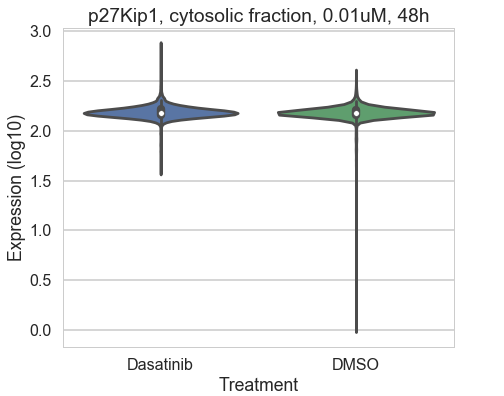 p27Kip1, cytosolic fraction, 0.01uM, 48h
3.0
2.5
2.0
1.5
1.0
0.5
0.0
Expression (log10)
Dasatinib
DMSO
Treatment